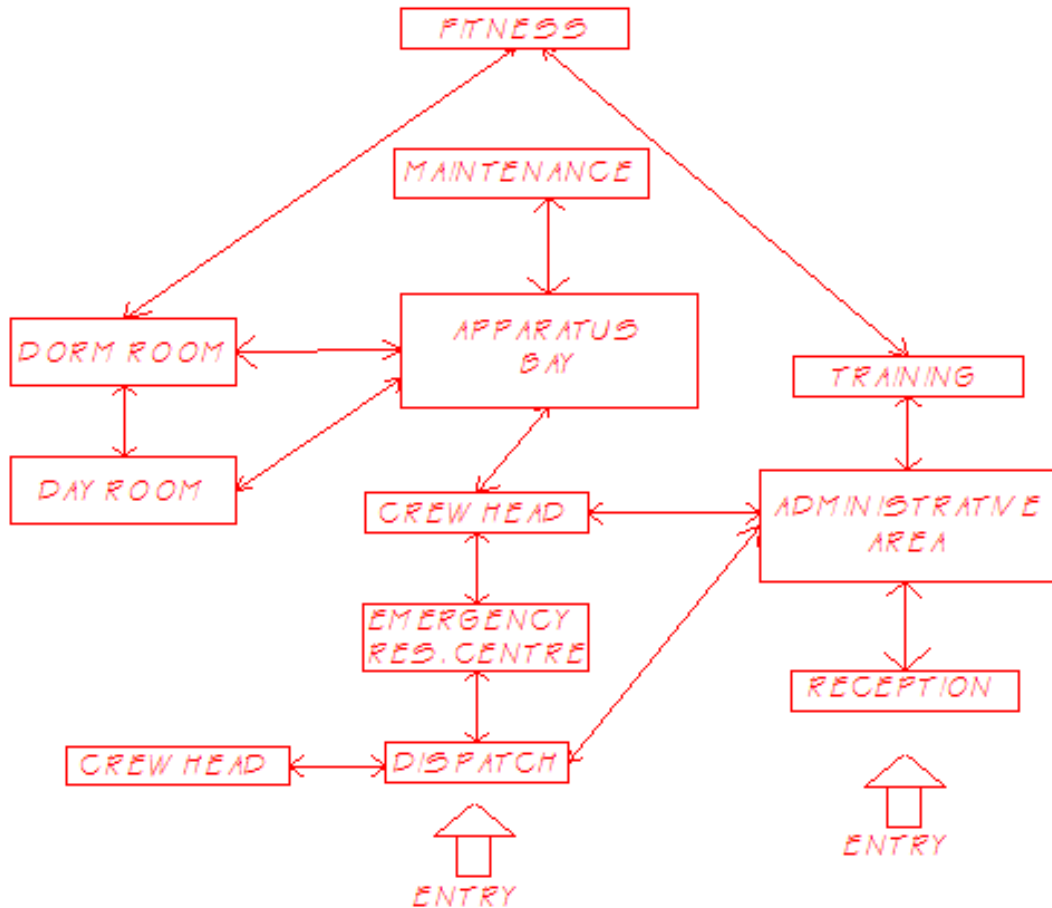 FITNESS
MAINTENANCE
APPARATUS
BAY
DORM ROOM
TRAINING
DAY ROOM
CREW HEAD
ADMINISTRATIVE
AREA
EMERGENCY
RES. CENTRE
RECEPTION
CREW HEAD
DISPATCH
ENTRY
ENTRY